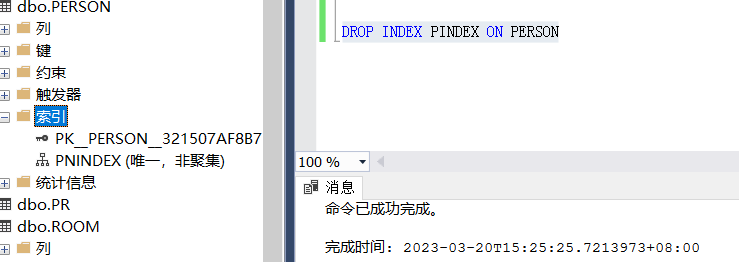 dbo.PERSON
列
键
约束
触发器
索引
PK__PERSON__321507AF8B7
PNINDEX (唯一，非聚集)
统计信息
dbo.PR
dbo.ROOM
列
DROP INDEX PINDEX ON PERSON
100 %
消息
命令已成功完成。
完成时间: 2023-03-20T15:25:25.7213973+08:00